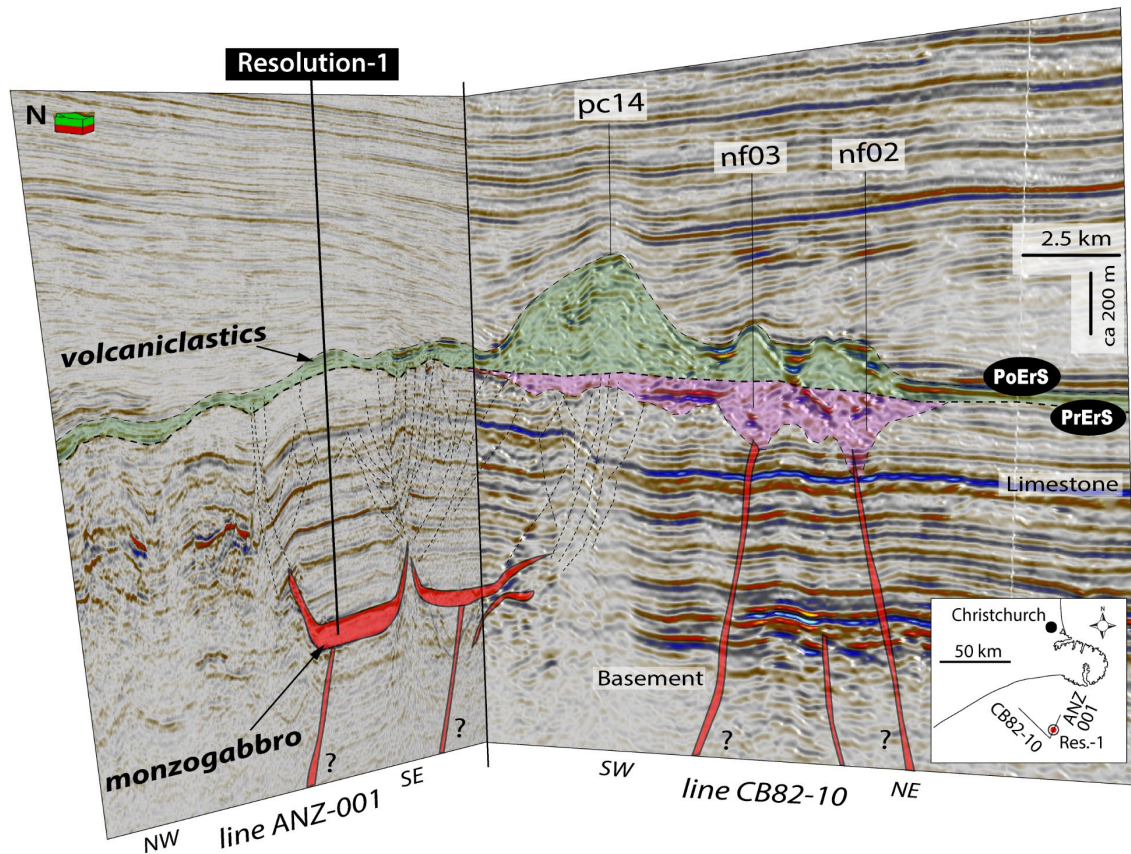 Resolution-1
N
pc14
nf03
nf02
2.5 km
ca 200 m
volcaniclastics
PoErS
PrErS
Limestone
Basement
monzogabbro
?
?
?
?
NW
line ANZ-001
SE
SW
line CB82-10
NE
Christchurch
N
50 km
CB82-10
ANZ
001
Res.-1